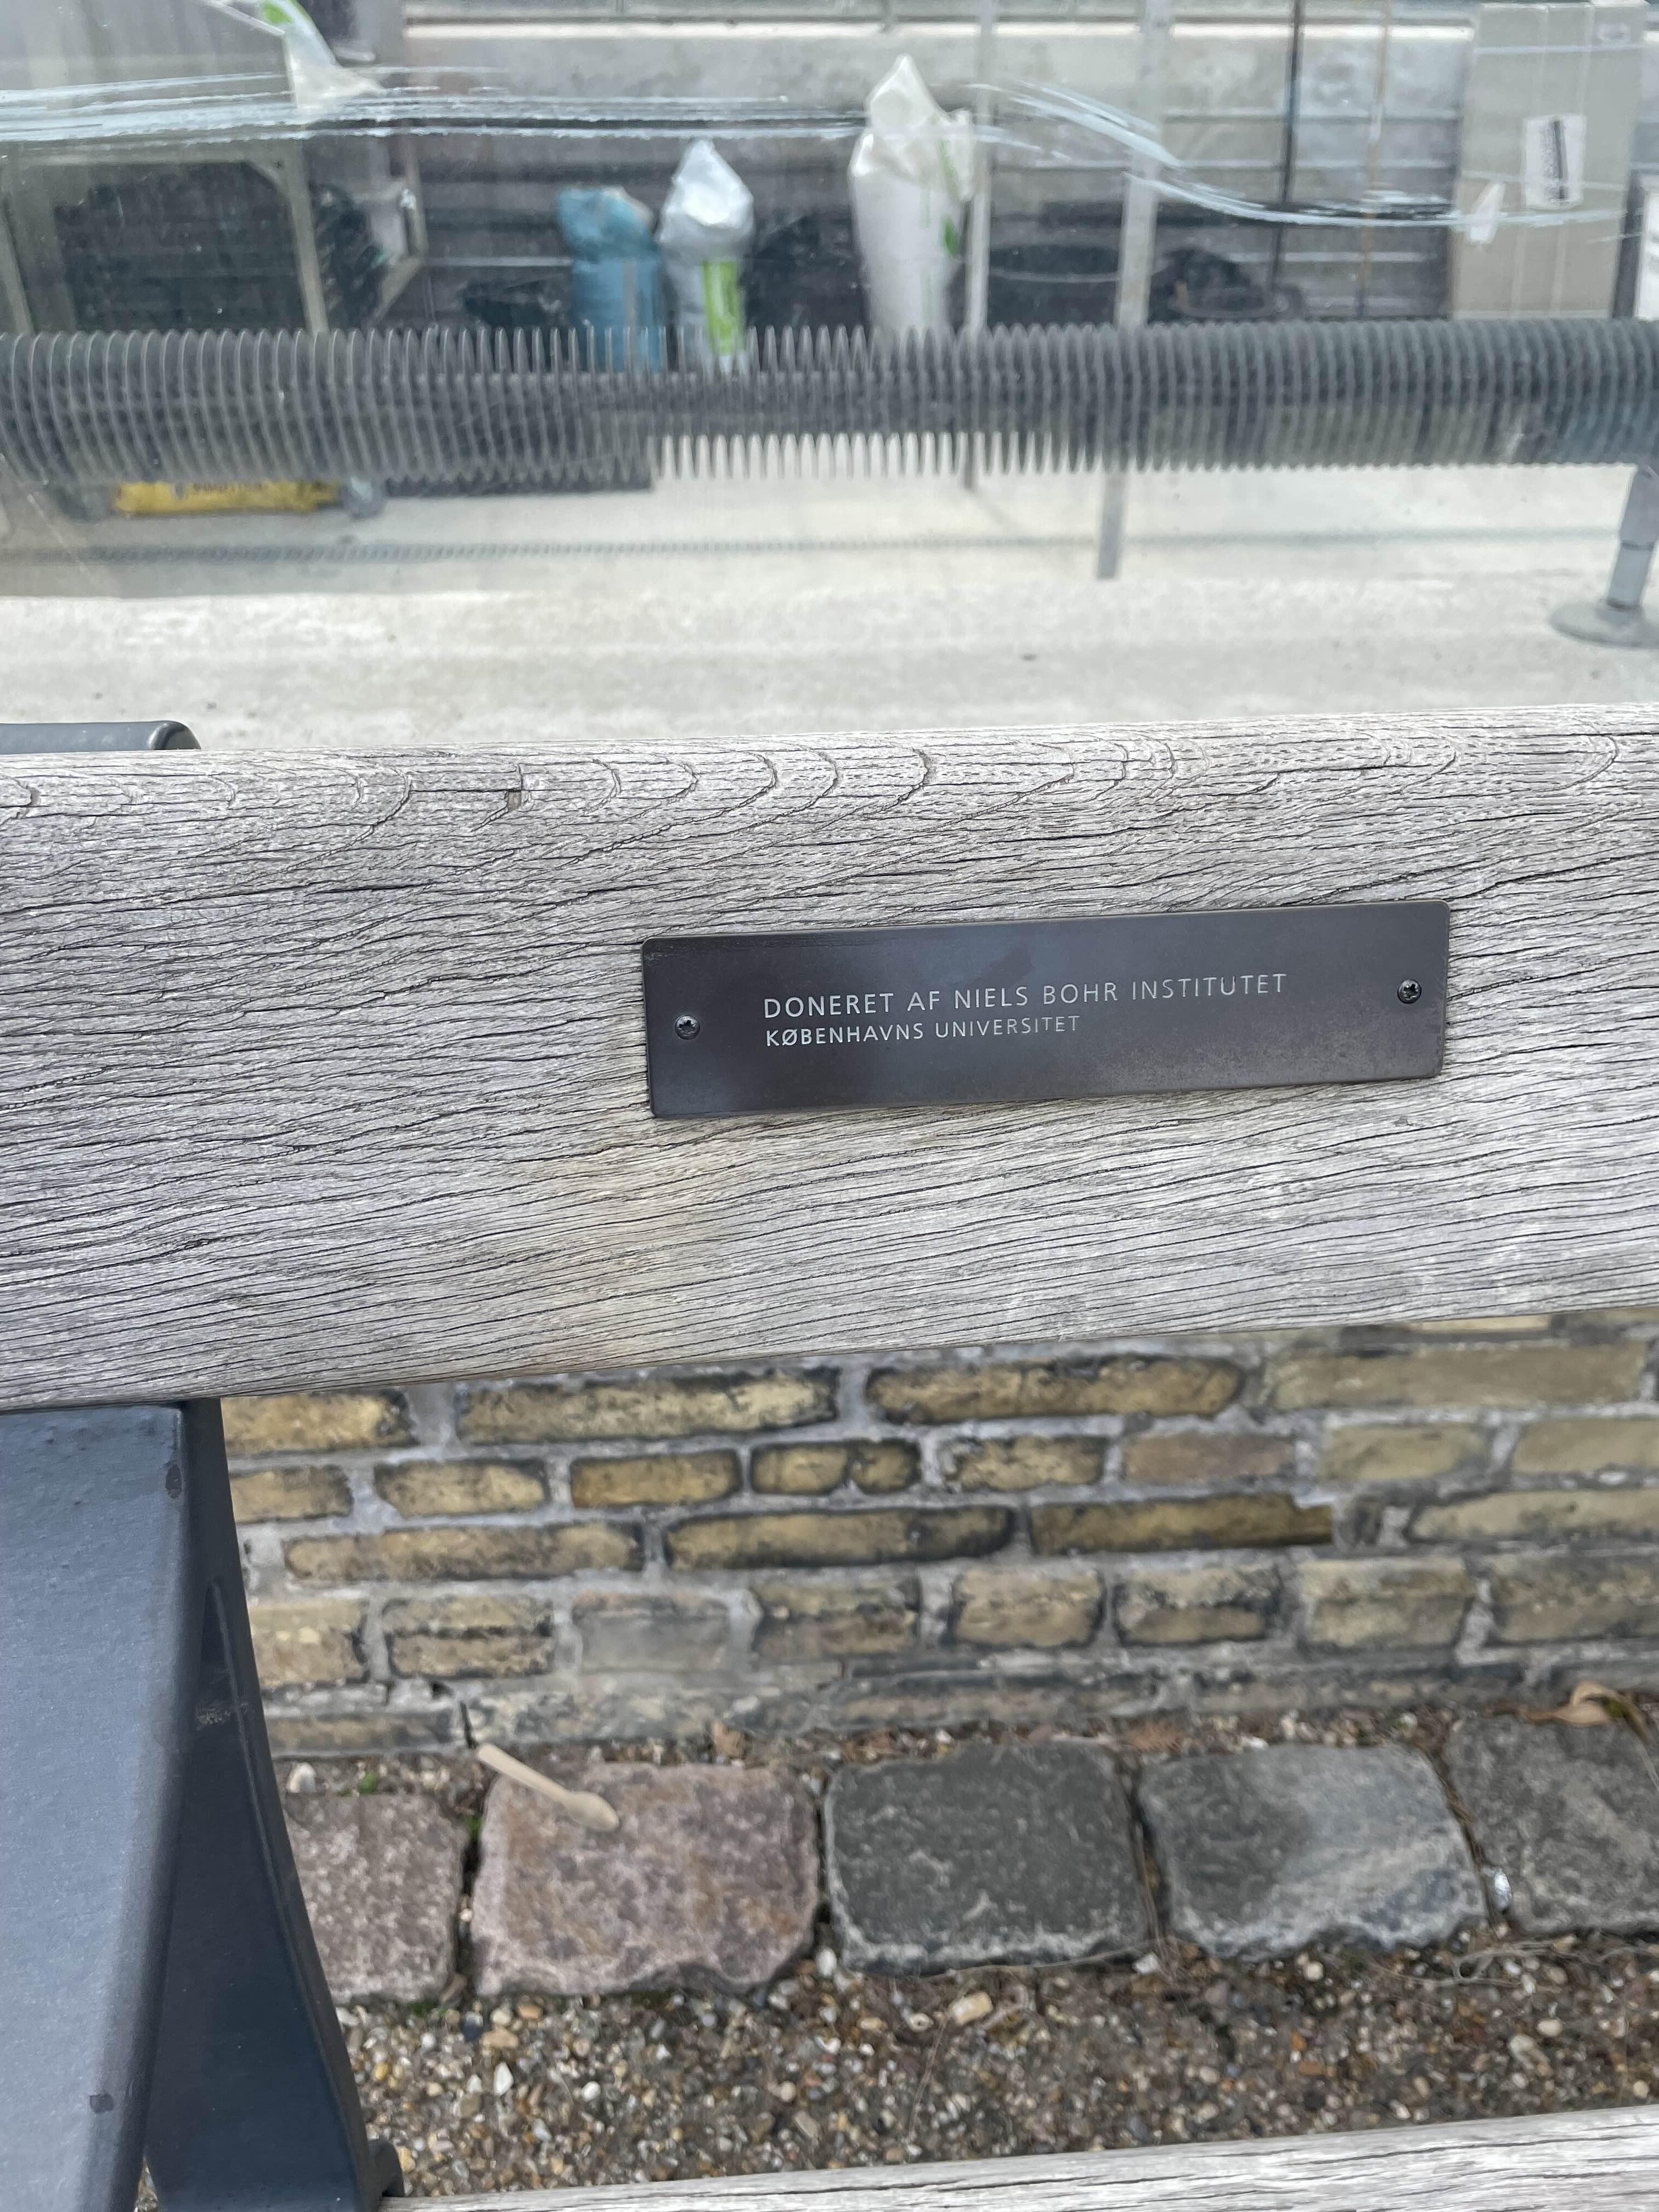 DONERET AF NIELS BOHR INSTITUTET
KØBENHAVNS UNIVERSITET